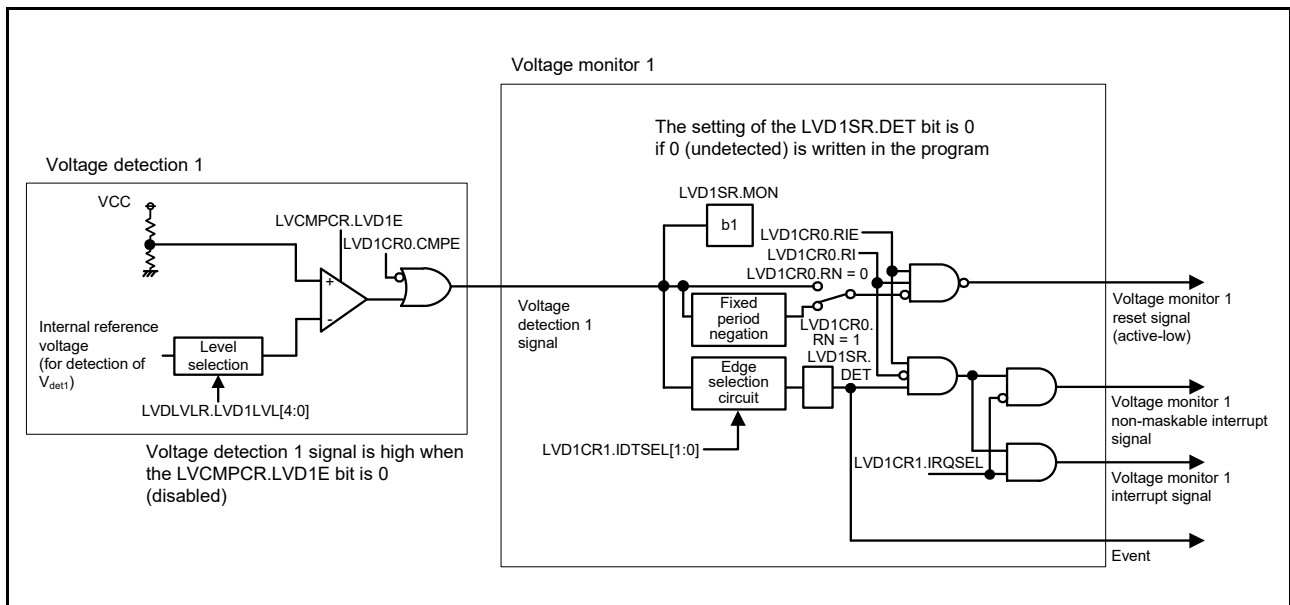 Voltage monitor 1
The setting of the LVD1SR.DET bit is 0
if 0 (undetected) is written in the program
Voltage detection 1
VCC
LVCMPCR.LVD1E
LVD1CR0.CMPE
+
-
Internal reference
voltage
(for detection of
Vdet1)
Level
selection
LVDLVLR.LVD1LVL[4:0]
Voltage detection 1 signal is high when
the LVCMPCR.LVD1E bit is 0
(disabled)
Voltage
detection 1
signal
LVD1SR.MON
b1
LVD1CR0.RIE
LVD1CR0.RI
LVD1CR0.RN = 0
Fixed
period
negation
LVD1CR0.
RN = 1
LVD1SR.
DET
Edge
selection
circuit
LVD1CR1.IDTSEL[1:0]
LVD1CR1.IRQSEL
Voltage monitor 1
reset signal
(active-low)
Voltage monitor 1
non-maskable interrupt
signal
Voltage monitor 1
interrupt signal
Event